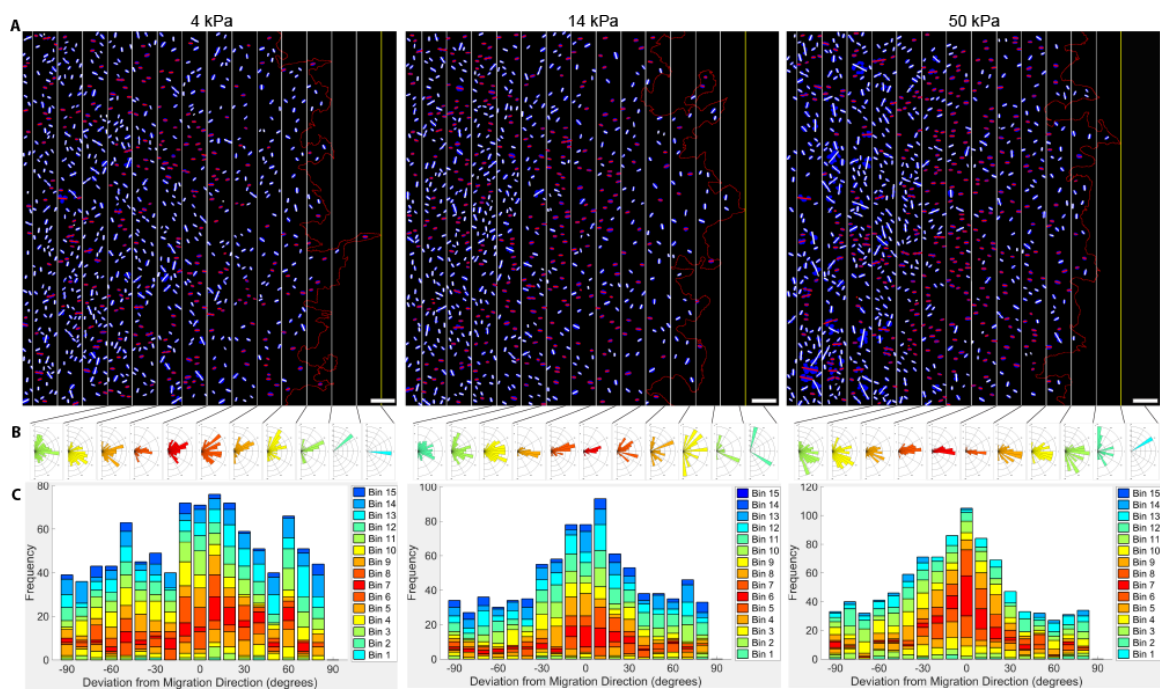 4 kPa 14 kPa 50 kPa
A
B
C
80
60
40
20
0
Frequency
-90 -60 -30 0 30 60 90
Deviation from Migration Direction (degrees)
Bin 15
Bin 14
Bin 13
Bin 12
Bin 11
Bin 10
Bin 9
Bin 8
Bin 7
Bin 6
Bin 5
Bin 4
Bin 3
Bin 2
Bin 1
100
80
60
40
20
0
Frequency
-90 -60 -30 0 30 60 90
Deviation from Migration Direction (degrees)
Bin 15
Bin 14
Bin 13
Bin 12
Bin 11
Bin 10
Bin 9
Bin 8
Bin 7
Bin 6
Bin 5
Bin 4
Bin 3
Bin 2
Bin 1
120
100
80
60
40
20
0
Frequency
-90 -60 -30 0 30 60 90
Deviation from Migration Direction (degrees)
Bin 15
Bin 14
Bin 13
Bin 12
Bin 11
Bin 10
Bin 9
Bin 8
Bin 7
Bin 6
Bin 5
Bin 4
Bin 3
Bin 2
Bin 1